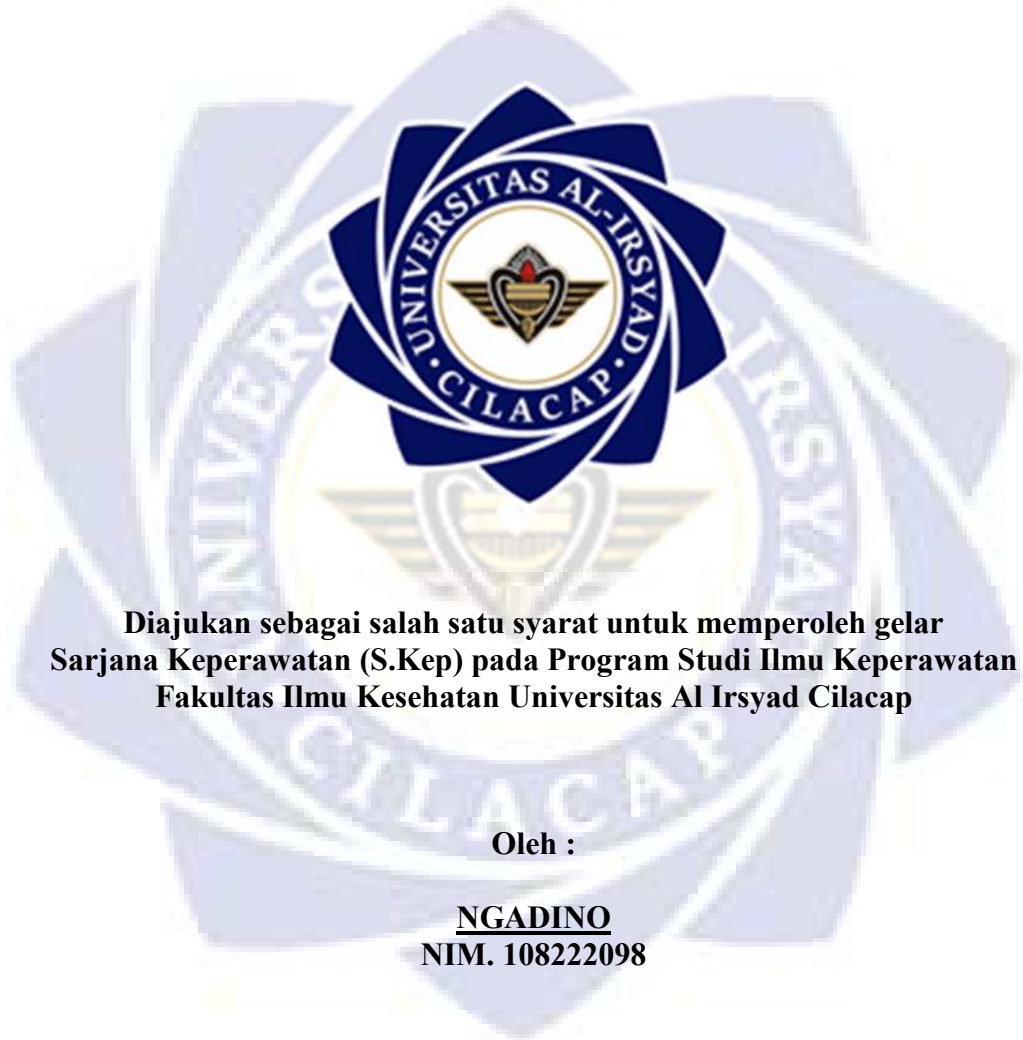 UNIVERSITAS AL-IRSYAD
CILACAP
Diajukan sebagai salah satu syarat untuk memperoleh gelar
Sarjana Keperawatan (S.Kep) pada Program Studi Ilmu Keperawatan
Fakultas Ilmu Kesehatan Universitas Al Irsyad Cilacap
Oleh :
NGADINO
NIM. 108222098